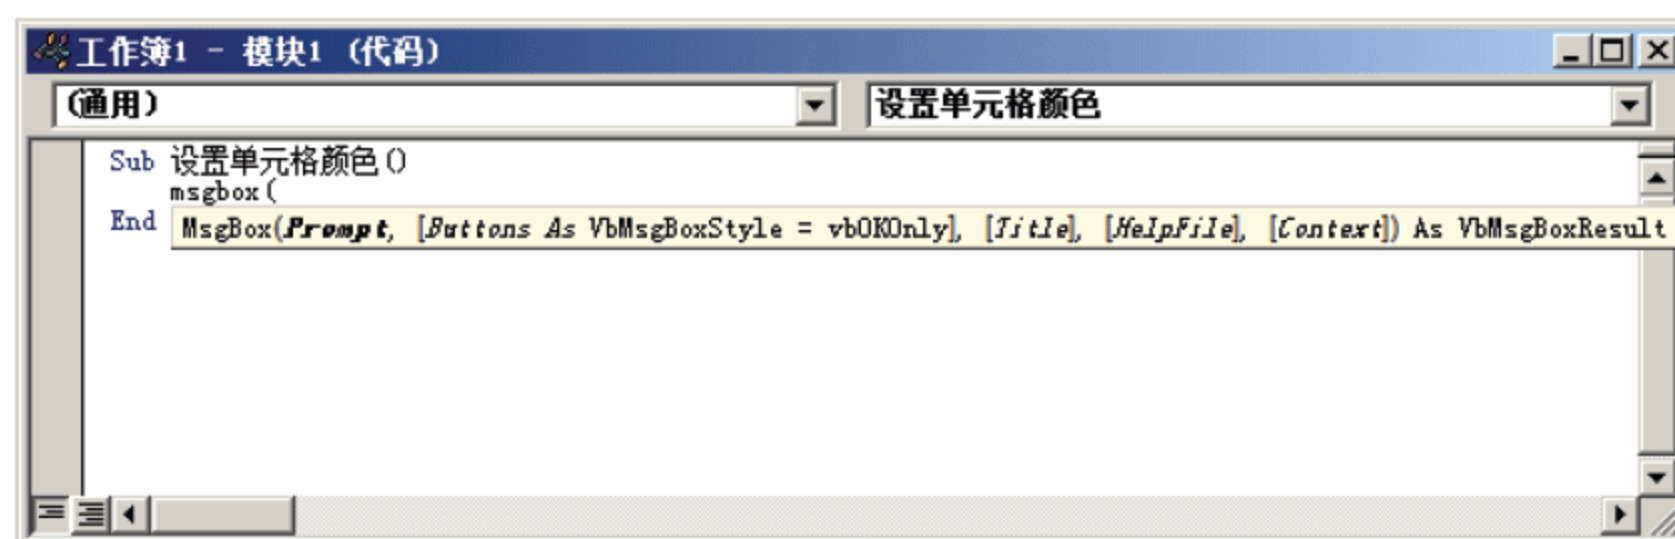 工作簿1 - 模块1 (代码)
(通用) 设置单元格颜色
Sub 设置单元格颜色()
msgbox(
End
MsgBox(Prompt, [Buttons As VbMsgBoxStyle = vbOKOnly], [Title], [HelpFile], [Context]) As VbMsgBoxResult